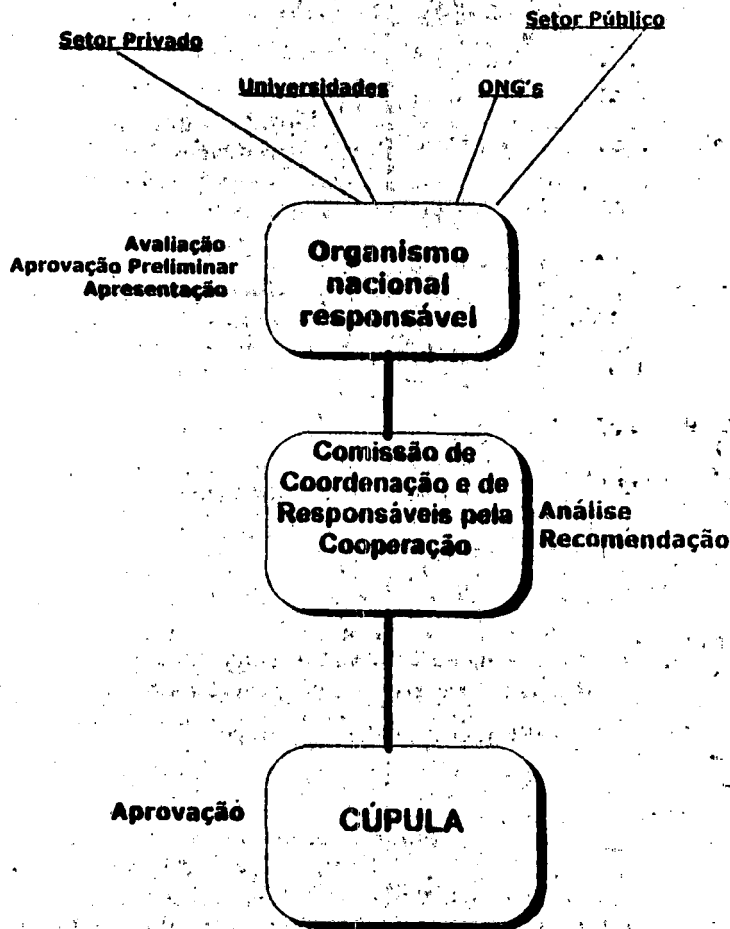 Setor Público
Setor Privado
Universidades
ONG's
Avaliação
Aprovação Preliminar
Apresentação
Organismo
nacional
responsável
Comissão de
Coordenação e de
Responsáveis pela
Cooperação
Análise
Recomendação
Aprovação
CÚPULA